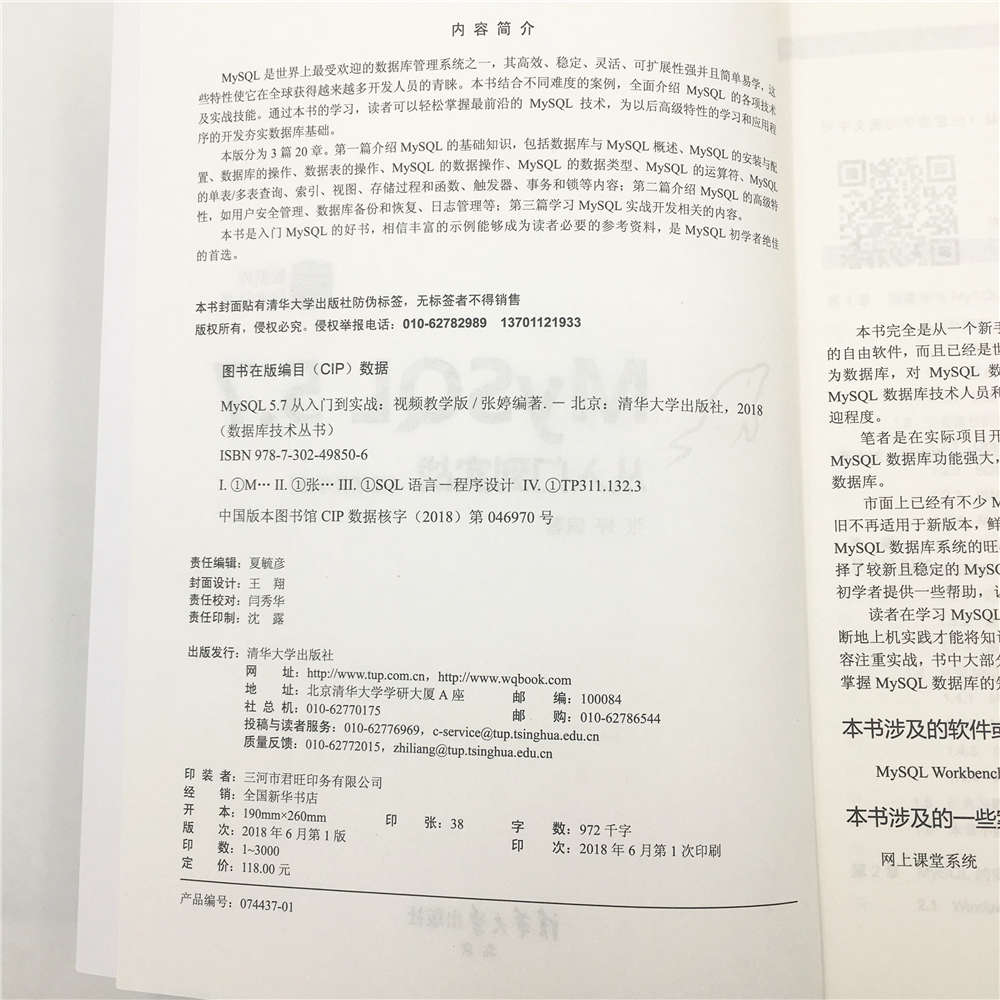 内 容 简 介
MySQL 是世界上最受欢迎的数据库管理系统之一，其高效、稳定、灵活、可扩展性强并且简单易学，这
些特性使它在全球获得越来越多开发人员的青睐。本书结合不同难度的案例，全面介绍 MySQL 的各项技术
及实战技能。通过本书的学习，读者可以轻松掌握最前沿的 MySQL 技术，为以后高级特性的学习和应用程
序的开发夯实数据库基础。
本版分为 3 篇 20 章。第一篇介绍 MySQL 的基础知识，包括数据库与 MySQL 概述、MySQL 的安装与配
置、数据库的操作、数据表的操作、MySQL 的数据操作、MySQL 的数据类型、MySQL 的运算符、MySQL
的单表/多表查询、索引、视图、存储过程和函数、触发器、事务和锁等内容；第二篇介绍 MySQL 的高级特
性，如用户安全管理、数据库备份和恢复、日志管理等；第三篇学习 MySQL 实战开发相关的内容。
本书是入门 MySQL 的好书，相信丰富的示例能够成为读者必要的参考资料，是 MySQL 初学者绝佳
的首选。
本书封面贴有清华大学出版社防伪标签，无标签者不得销售
版权所有，侵权必究。侵权举报电话：010-62782989 13701121933
图书在版编目（CIP）数据
MySQL 5.7 从入门到实战：视频教学版 / 张婷编著. — 北京：清华大学出版社，2018
（数据库技术丛书）
ISBN 978-7-302-49850-6
I. ①M… II. ①张… III. ①SQL 语言－程序设计 IV. ①TP311.132.3
中国版本图书馆 CIP 数据核字（2018）第 046970 号
责任编辑：夏毓彦
封面设计：王 翔
责任校对：闫秀华
责任印制：沈 露
出版发行：清华大学出版社
网 址：http://www.tup.com.cn，http://www.wqbook.com
地 址：北京清华大学学研大厦 A 座 邮 编：100084
社 总 机：010-62770175 邮 购：010-62786544
投稿与读者服务：010-62776969，c-service@tup.tsinghua.edu.cn
质量反馈：010-62772015，zhiliang@tup.tsinghua.edu.cn
印 装 者：三河市君旺印务有限公司
经 销：全国新华书店
开 本：190mm×260mm 印 张：38 字 数：972 千字
版 次：2018 年 6 月第 1 版 印 次：2018 年 6 月第 1 次印刷
印 数：1~3000
定 价：118.00 元
产品编号：074437-01
本书完全是从一个新手
的自由软件，而且已经是世
为数据库，对 MySQL 数
MySQL 数据库技术人员和
迎程度。
笔者是在实际项目开
MySQL 数据库功能强大，
数据库。
市面上已经有不少 M
旧不再适用于新版本，鲜
MySQL 数据库系统的旺
择了较新且稳定的 MySQ
初学者提供一些帮助，让
读者在学习 MySQL
断地上机实践才能将知识
容注重实战，书中大部分
掌握 MySQL 数据库的知
本书涉及的软件或
MySQL Workbench
本书涉及的一些案
网上课堂系统